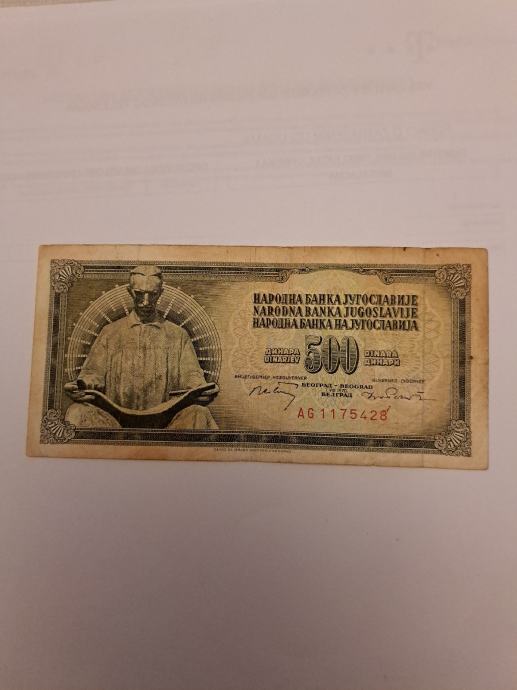 НАРОДНА БАНКА ЈУГОСЛАВИЈЕ
NARODNA BANKA JUGOSLAVIJE
НАРОДНА БАНКА НА ЈУГОСЛАВИЈА
ДИНАРА 500 DINARA
DINARJEV ДИНАРИ
БЕОГРАД - BEOGRAD
БЕЛГРАД
AG 1175428